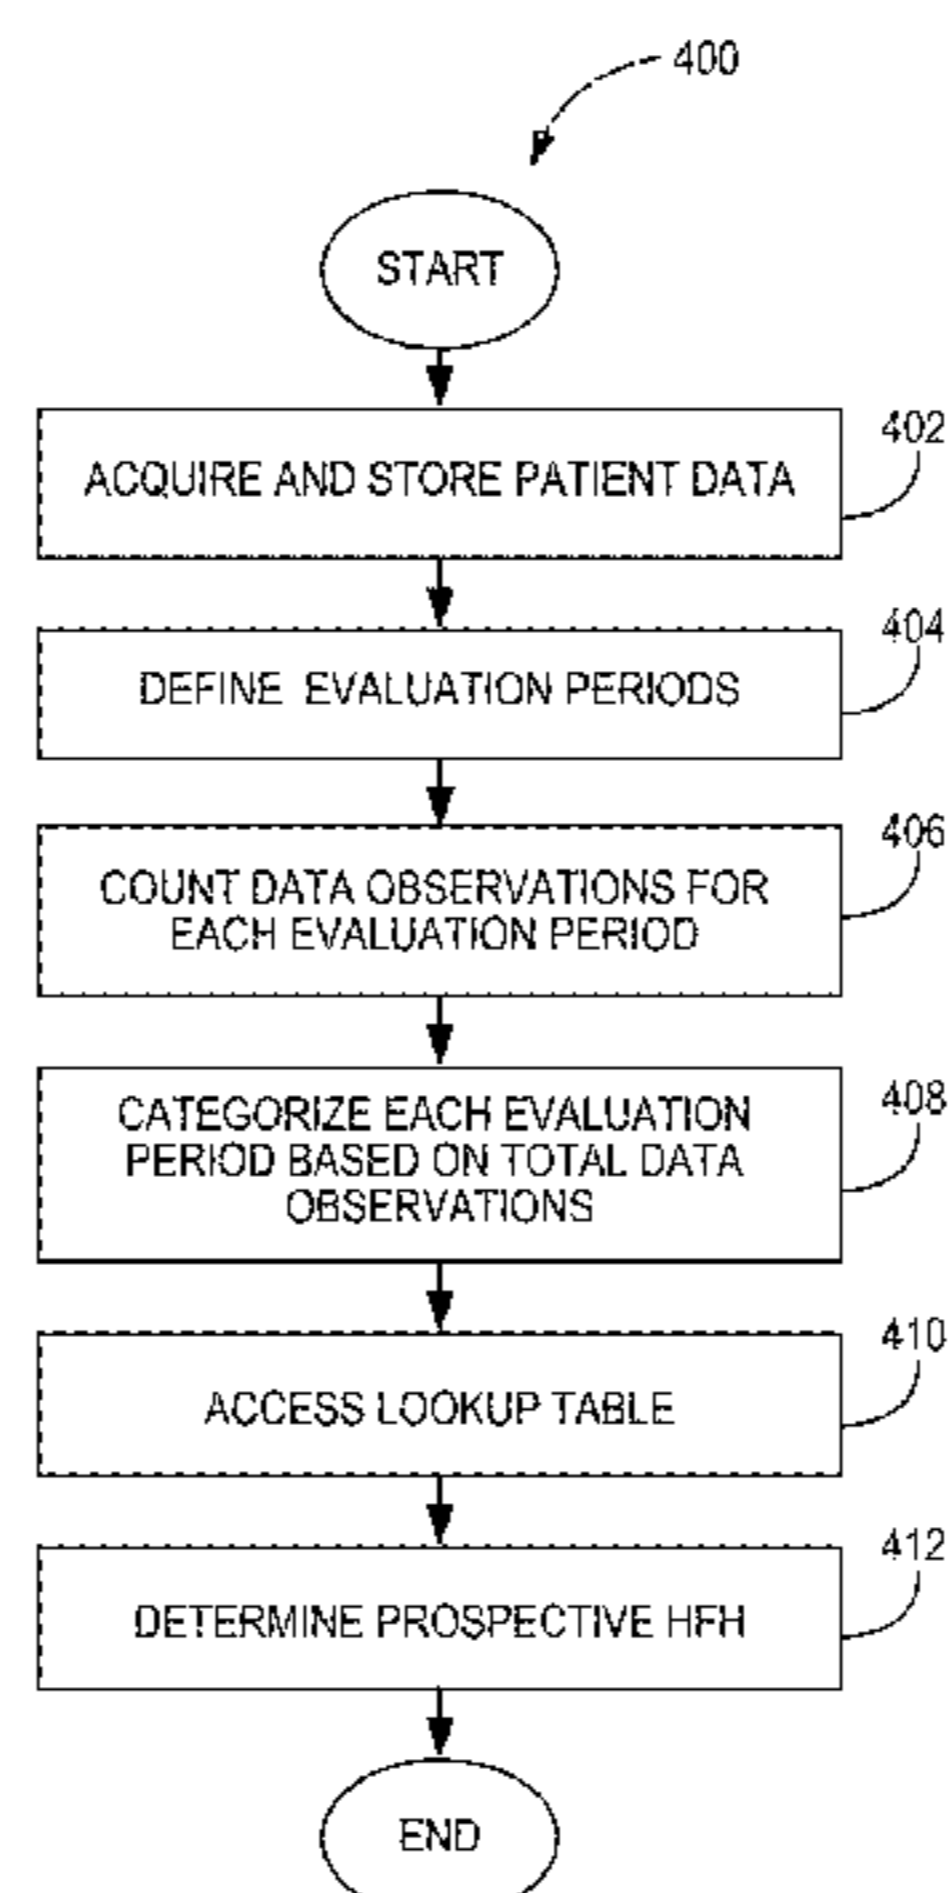 400
START
402
ACQUIRE AND STORE PATIENT DATA
404
DEFINE EVALUATION PERIODS
406
COUNT DATA OBSERVATIONS FOR
EACH EVALUATION PERIOD
408
CATEGORIZE EACH EVALUATION
PERIOD BASED ON TOTAL DATA
OBSERVATIONS
410
ACCESS LOOKUP TABLE
412
DETERMINE PROSPECTIVE HFH
END